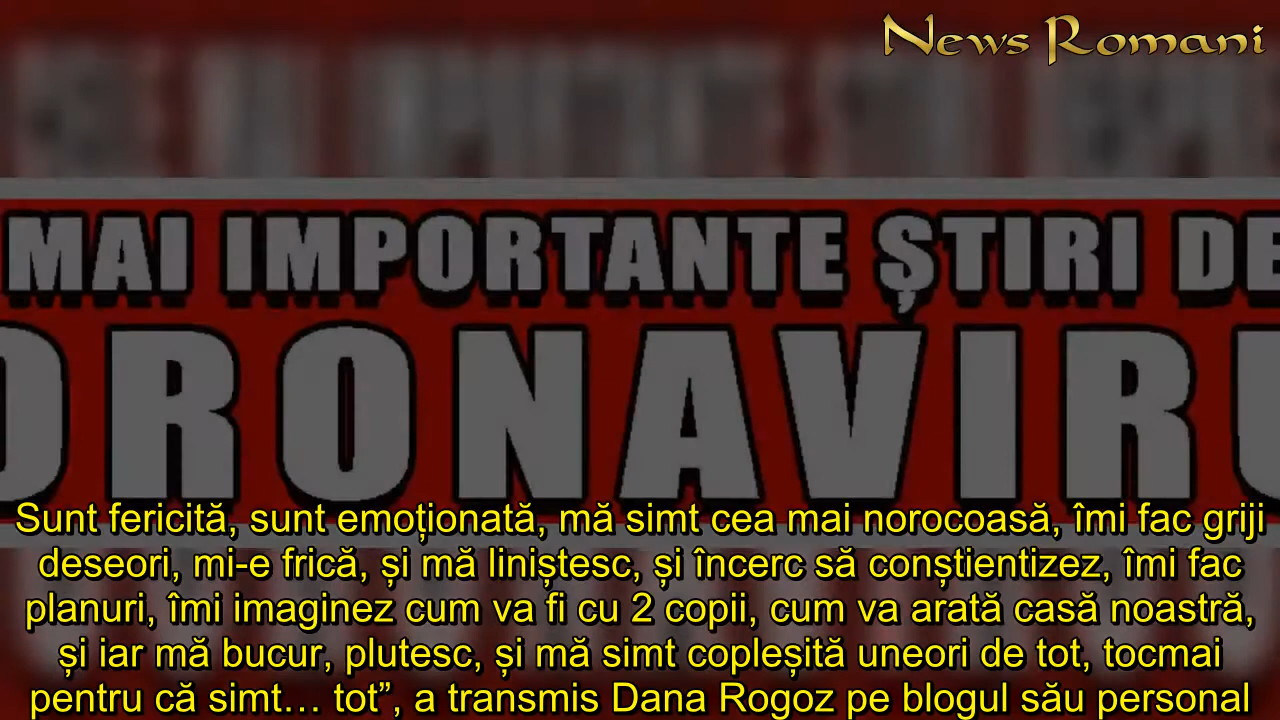 News Romani
MAI IMPORTANTE ȘTIRI DE
ORONAVIRU
Sunt fericită, sunt emoționată, mă simt cea mai norocoasă, îmi fac griji
deseori, mi-e frică, și mă liniștesc, și încerc să conștientizez, îmi fac
planuri, îmi imaginez cum va fi cu 2 copii, cum va arată casă noastră,
și iar mă bucur, plutesc, și mă simt copleșită uneori de tot, tocmai
pentru că simt… tot”, a transmis Dana Rogoz pe blogul său personal